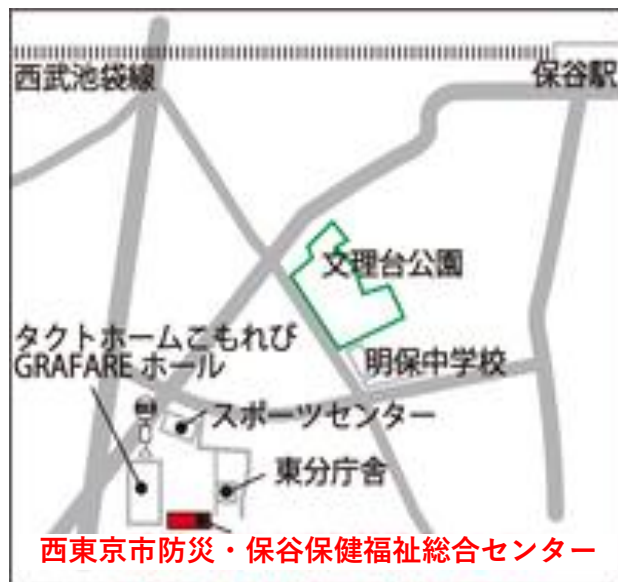 西武池袋線
保谷駅
文理台公園
タクトホームこもれび
GRAFARE ホール
明保中学校
スポーツセンター
東分庁舎
西東京市防災・保谷保健福祉総合センター